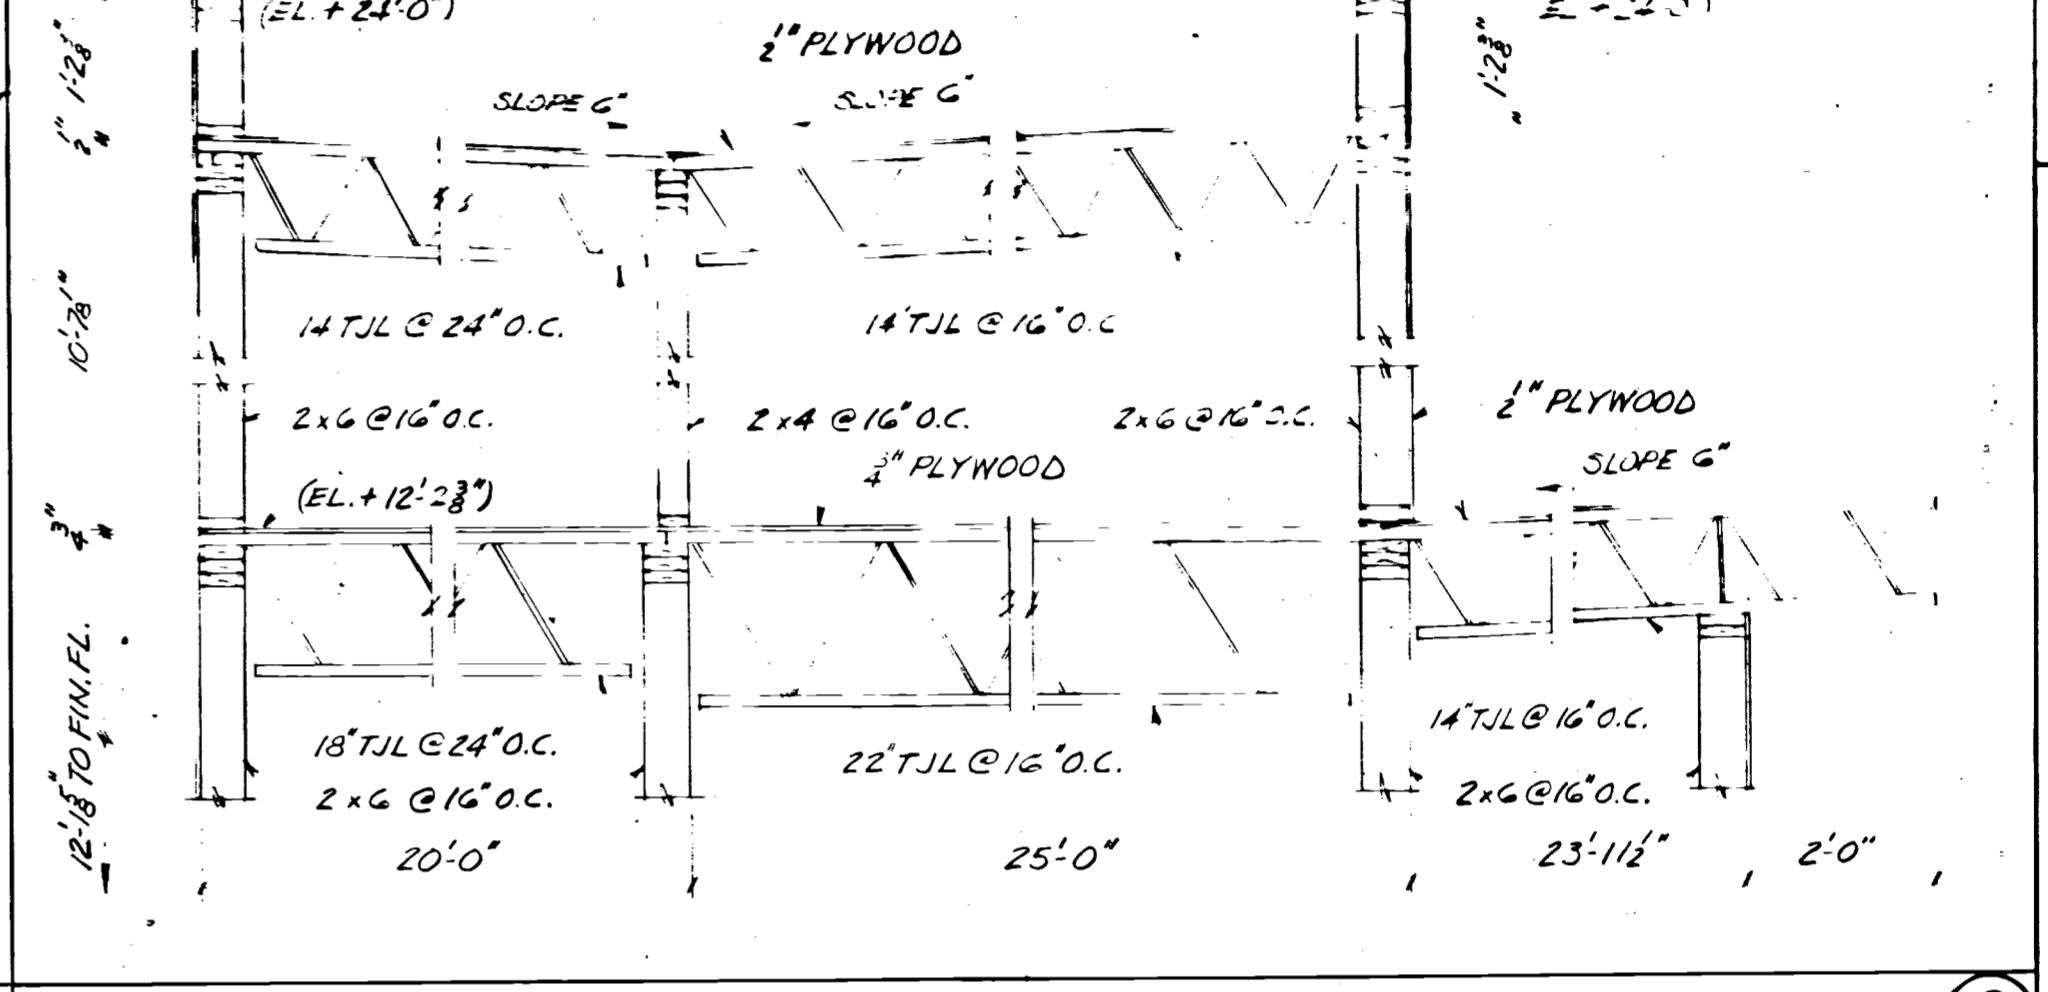 (EL. + 24'-0")
1/2" PLYWOOD
SLOPE 6"
SLOPE 6"
1'-2 3/8"
1'-2 3/8"
1/2"
14 TJL @ 24" O.C.
14" TJL @ 16" O.C
10'-7 1/8"
2x6 @ 16" O.C.
2x4 @ 16" O.C.
2x6 @ 16" O.C.
1/2" PLYWOOD
3/4" PLYWOOD
SLOPE 6"
(EL. + 12'-2 3/8")
3/4"
18" TJL @ 24" O.C.
22" TJL @ 16" O.C.
14" TJL @ 16" O.C.
2x6 @ 16" O.C.
2x6 @ 16" O.C.
12'-1 5/8" TO FIN. FL.
20'-0"
25'-0"
23'-11 1/2"
2'-0"